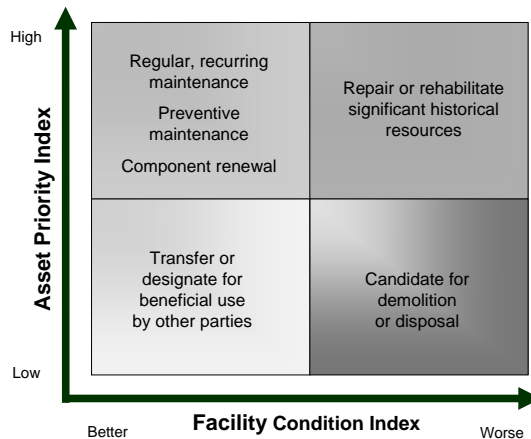 High
Asset Priority Index
Low
Regular, recurring
maintenance
Preventive
maintenance
Component renewal
Repair or rehabilitate
significant historical
resources
Transfer or
designate for
beneficial use
by other parties
Candidate for
demolition
or disposal
Better
Facility Condition Index
Worse